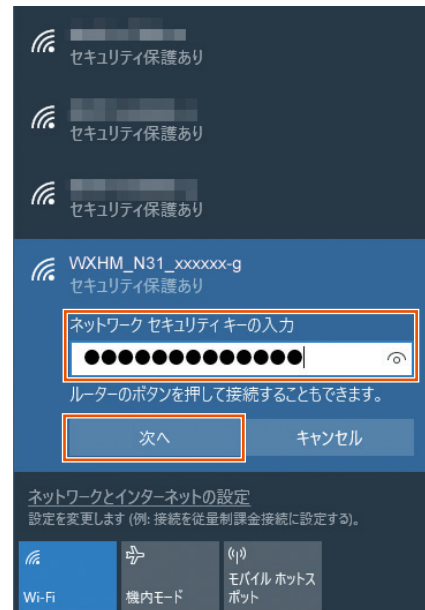 セキュリティ保護あり
セキュリティ保護あり
セキュリティ保護あり
WXHM_N31_xxxxxx-g
セキュリティ保護あり
ネットワーク セキュリティ キーの入力
●●●●●●●●●●●●●
ルーターのボタンを押して接続することもできます。
次へ
キャンセル
ネットワークとインターネットの設定
設定を変更します (例: 接続を従量制課金接続に設定する)。
Wi-Fi
機内モード
モバイル ホットス
ポット